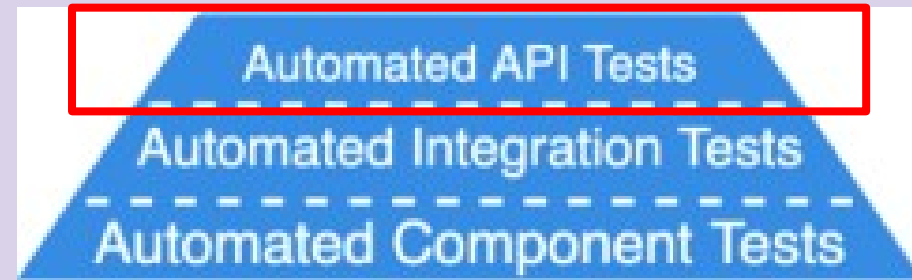 Automated API Tests
Automated Integration Tests
Automated Component Tests